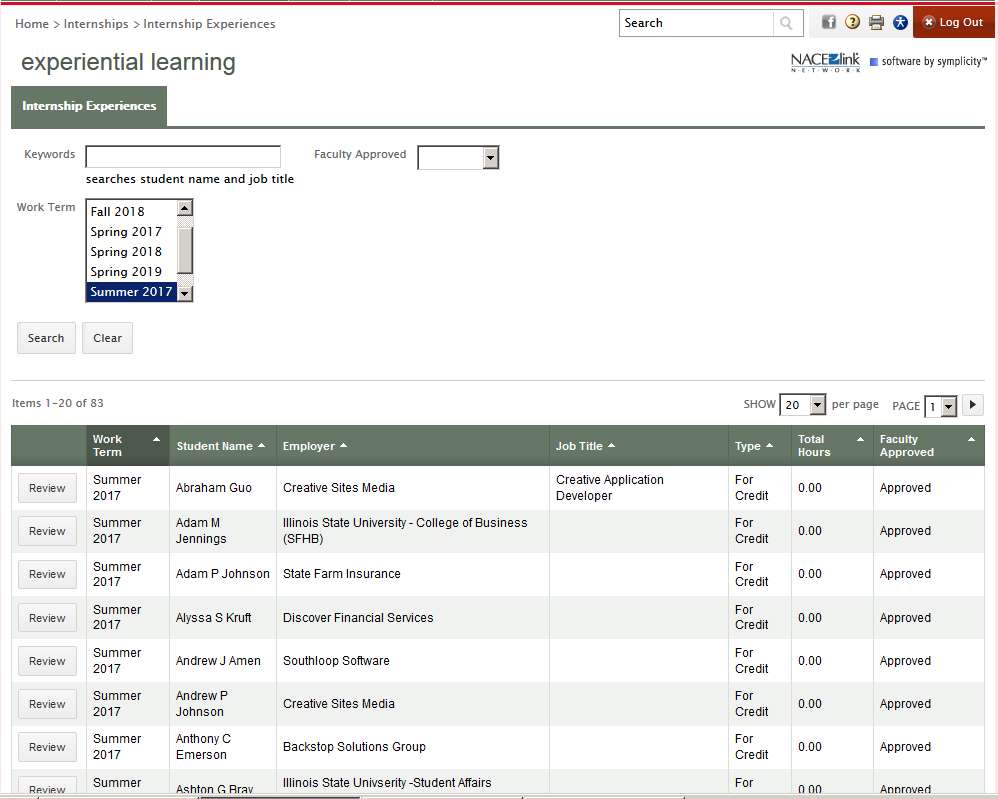 Home > Internships > Internship Experiences
Search
f
?
Log Out
experiential learning
NACElink
NETWORK
software by symplicity™
Internship Experiences
Keywords
Faculty Approved
searches student name and job title
Work Term
Fall 2018
Spring 2017
Spring 2018
Spring 2019
Summer 2017
Search Clear
Items 1-20 of 83
SHOW 20 per page PAGE 1
Work Term Student Name Employer Job Title Type Total Hours Faculty Approved
Review Summer 2017 Abraham Guo Creative Sites Media Creative Application Developer For Credit 0.00 Approved
Review Summer 2017 Adam M Jennings Illinois State University - College of Business (SFHB) For Credit 0.00 Approved
Review Summer 2017 Adam P Johnson State Farm Insurance For Credit 0.00 Approved
Review Summer 2017 Alyssa S Kruft Discover Financial Services For Credit 0.00 Approved
Review Summer 2017 Andrew J Amen Southloop Software For Credit 0.00 Approved
Review Summer 2017 Andrew P Johnson Creative Sites Media For Credit 0.00 Approved
Review Summer 2017 Anthony C Emerson Backstop Solutions Group For Credit 0.00 Approved
Review Summer Ashton G Bray Illinois State Univserity -Student Affairs For 0.00 Approved